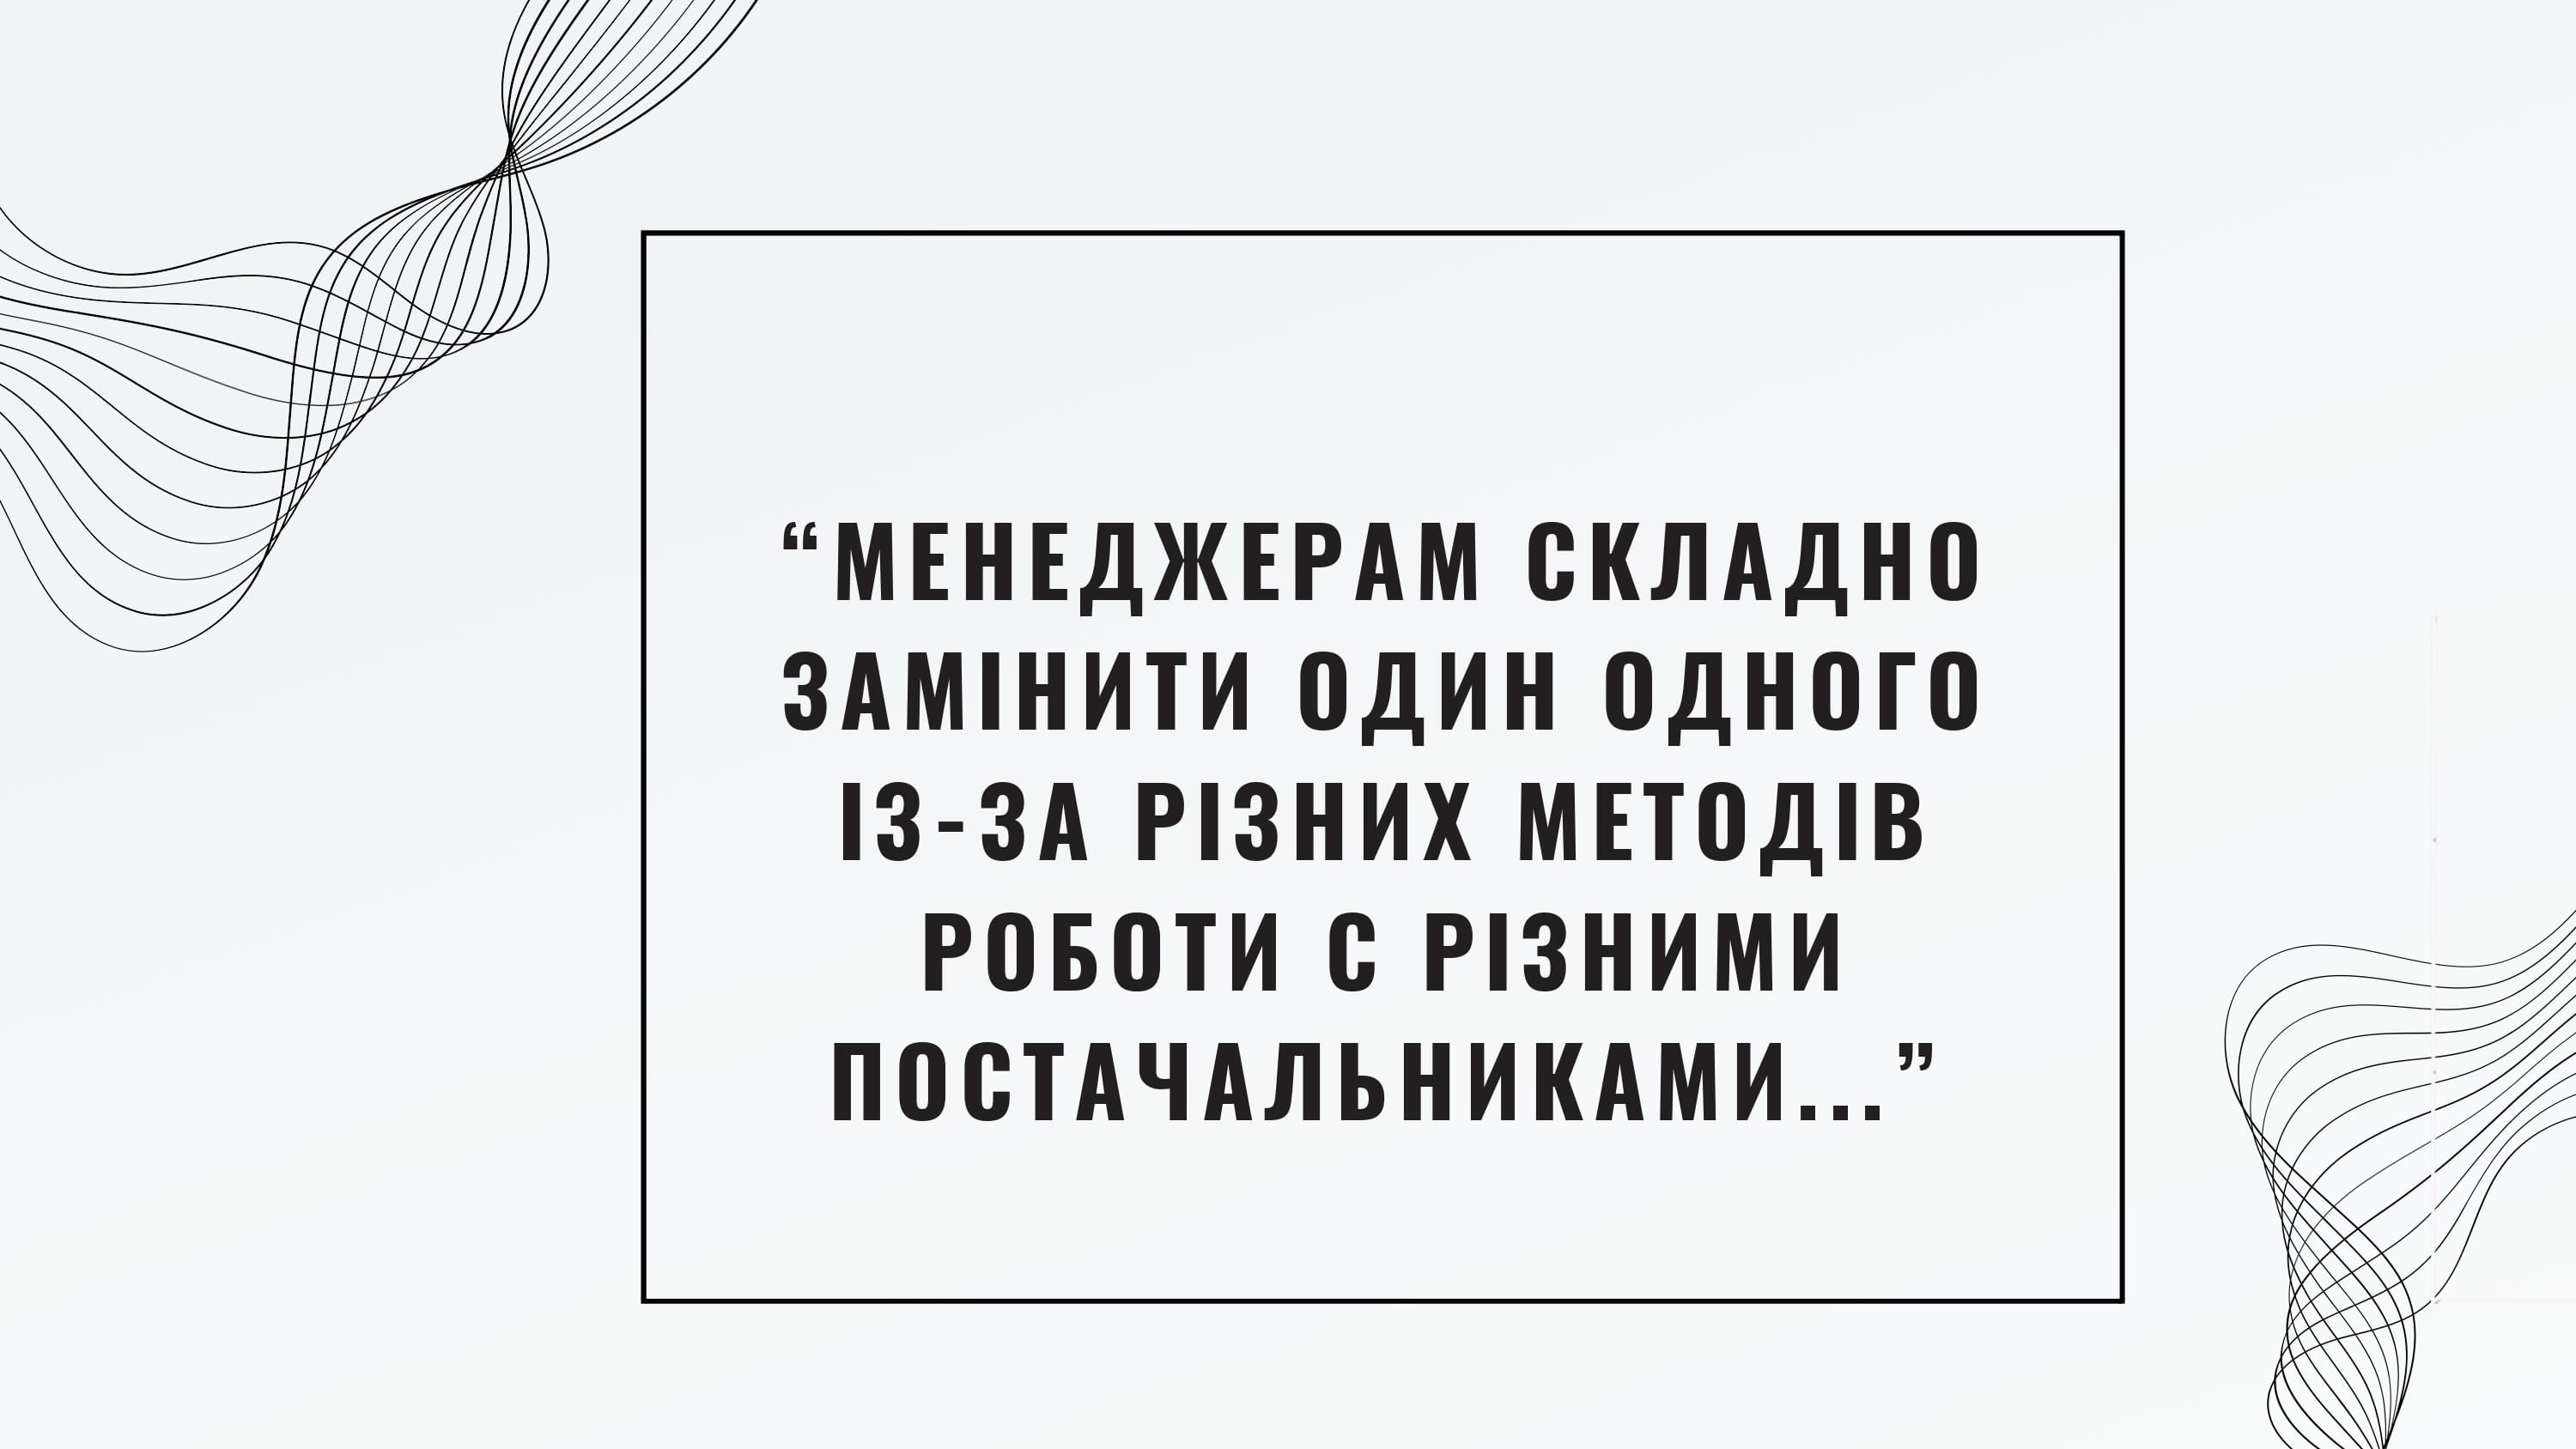 “МЕНЕДЖЕРАМ СКЛАДНО
ЗАМІНИТИ ОДИН ОДНОГО
ІЗ-ЗА РІЗНИХ МЕТОДІВ
РОБОТИ С РІЗНИМИ
ПОСТАЧАЛЬНИКАМИ...”